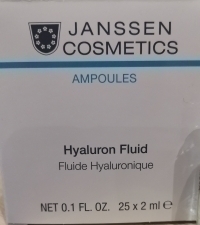 JANSSEN
COSMETICS
AMPOULES
Hyaluron Fluid
Fluide Hyaluronique
NET 0.1 FL. OZ. 25 x 2 ml ℮